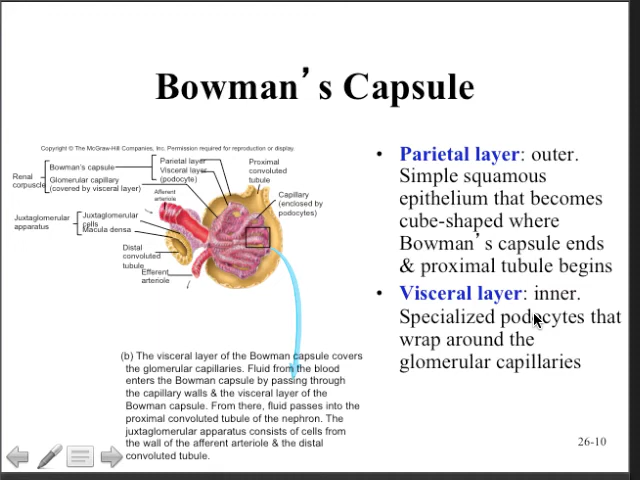 Bowman's Capsule
Copyright © The McGraw-Hill Companies, Inc. Permission required for reproduction or display.
Renal
corpuscle
Bowman's capsule
Glomerular capillary
(covered by visceral layer)
Parietal layer
Visceral layer
(podocyte)
Proximal
convoluted
tubule
Afferent
arteriole
Capillary
(enclosed by
podocytes)
Juxtaglomerular
apparatus
Juxtaglomerular
cells
Macula densa
Distal
convoluted
tubule
Efferent
arteriole
(b) The visceral layer of the Bowman capsule covers
the glomerular capillaries. Fluid from the blood
enters the Bowman capsule by passing through
the capillary walls & the visceral layer of the
Bowman capsule. From there, fluid passes into the
proximal convoluted tubule of the nephron. The
juxtaglomerular apparatus consists of cells from
the wall of the afferent arteriole & the distal
convoluted tubule.
• Parietal layer: outer.
Simple squamous
epithelium that becomes
cube-shaped where
Bowman's capsule ends
& proximal tubule begins
• Visceral layer: inner.
Specialized podocytes that
wrap around the
glomerular capillaries
26-10